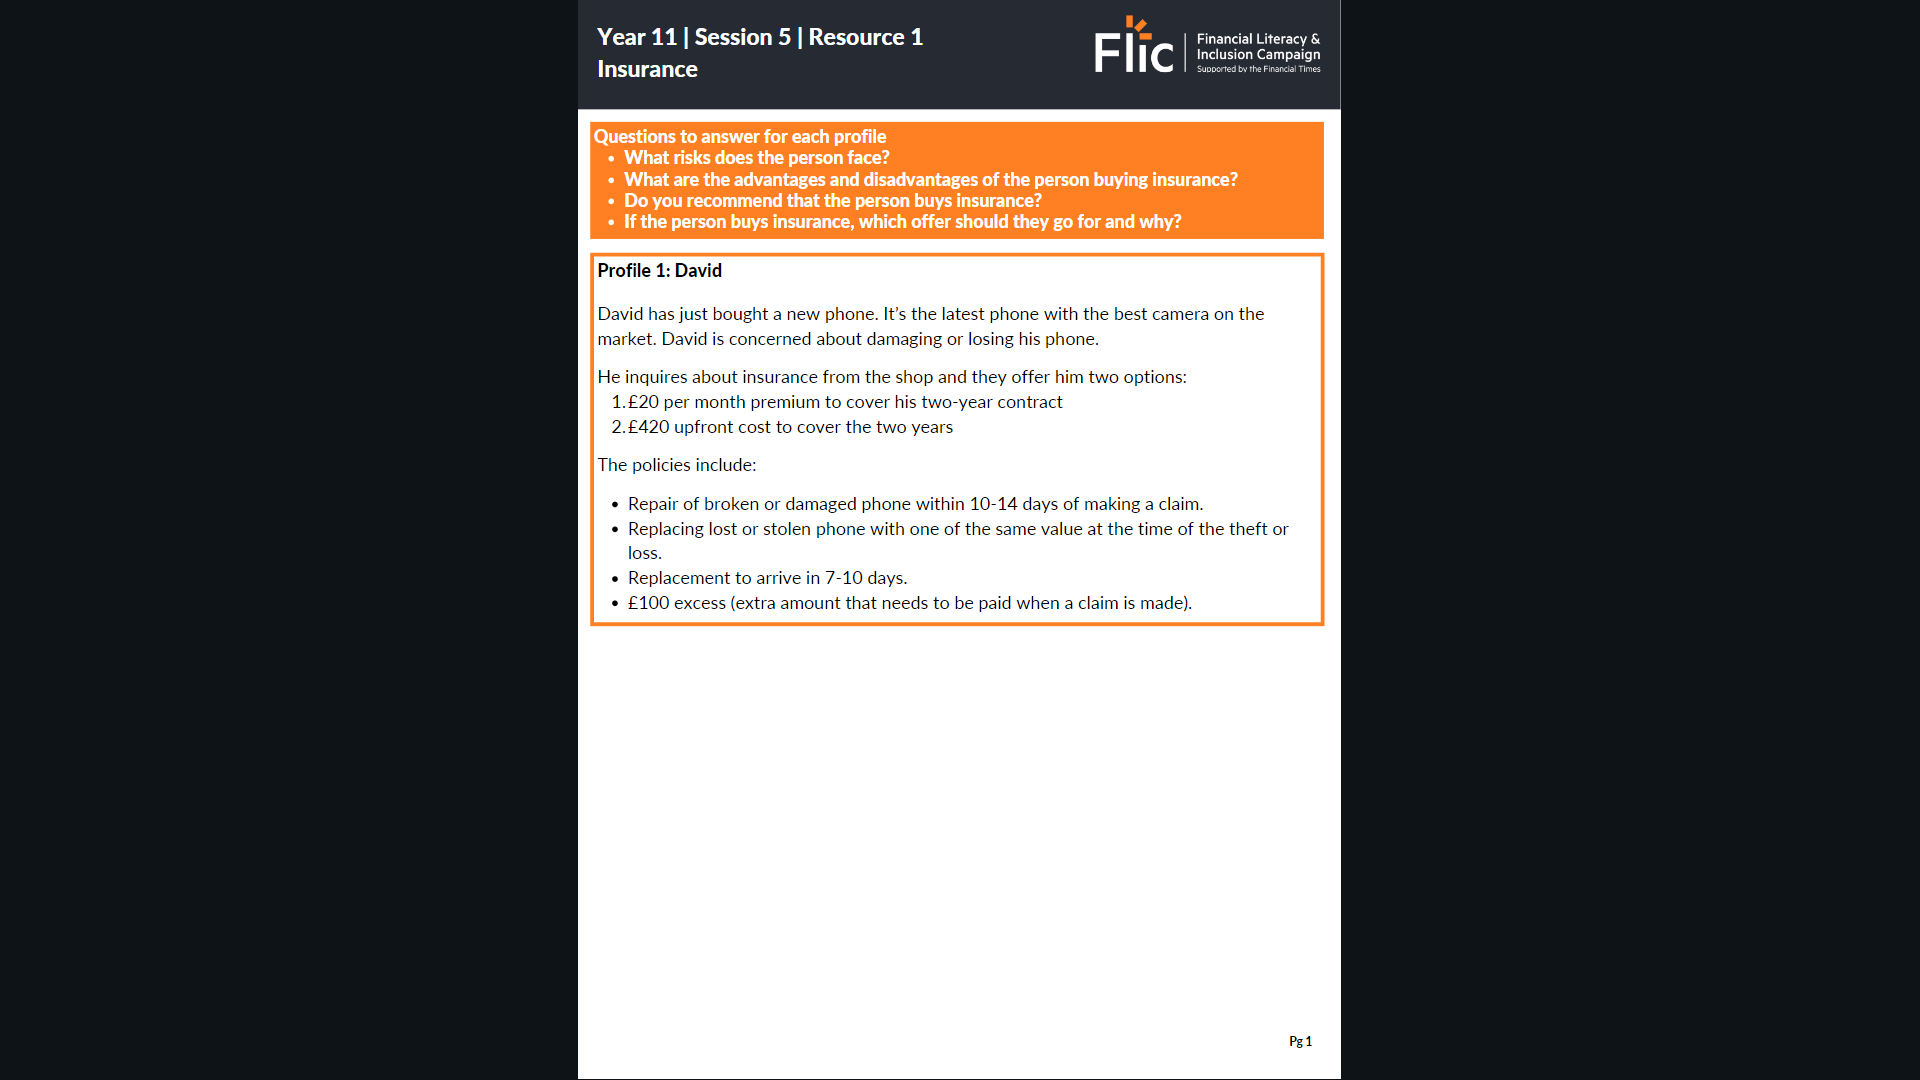 Year 11 | Session 5 | Resource 1
Insurance
Flic
Financial Literacy &
Inclusion Campaign
Supported by the Financial Times
Questions to answer for each profile
• What risks does the person face?
• What are the advantages and disadvantages of the person buying insurance?
• Do you recommend that the person buys insurance?
• If the person buys insurance, which offer should they go for and why?
Profile 1: David
David has just bought a new phone. It’s the latest phone with the best camera on the
market. David is concerned about damaging or losing his phone.
He inquires about insurance from the shop and they offer him two options:
1. £20 per month premium to cover his two-year contract
2. £420 upfront cost to cover the two years
The policies include:
• Repair of broken or damaged phone within 10-14 days of making a claim.
• Replacing lost or stolen phone with one of the same value at the time of the theft or
loss.
• Replacement to arrive in 7-10 days.
• £100 excess (extra amount that needs to be paid when a claim is made).
Pg 1